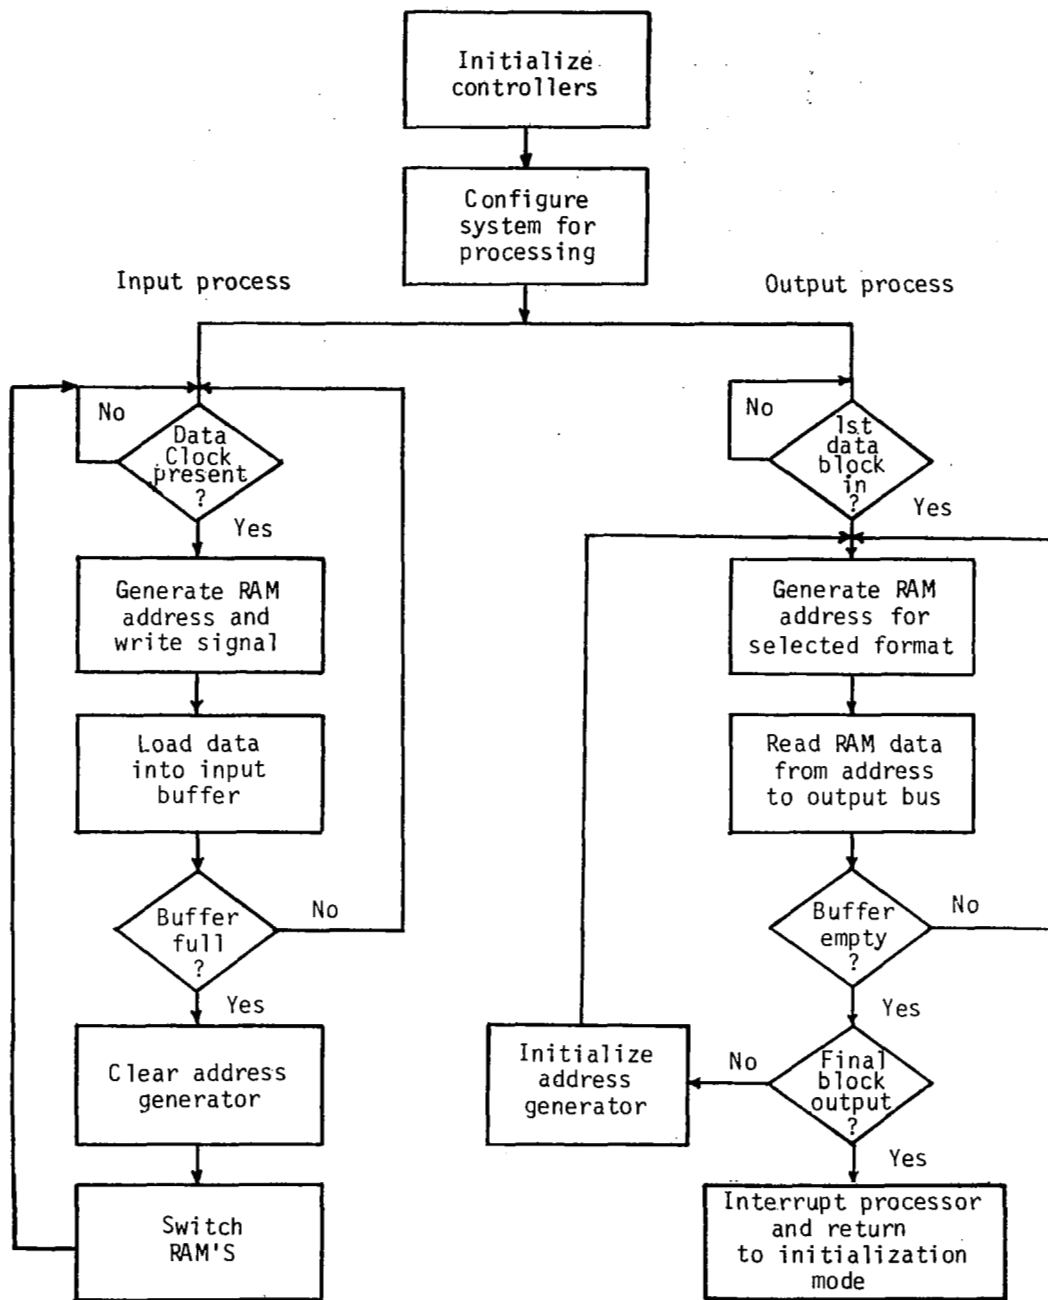 Initialize
controllers
Configure
system for
processing
Input process
Output process
No
Data
Clock
present
?
Yes
Generate RAM
address and
write signal
Load data
into input
buffer
Buffer
full
?
No
Yes
Clear address
generator
Switch
RAM'S
No
1st
data
block
in
?
Yes
Generate RAM
address for
selected format
Read RAM data
from address
to output bus
Buffer
empty
?
No
Yes
Final
block
output
?
No
Initialize
address
generator
Yes
Interrupt processor
and return
to initialization
mode